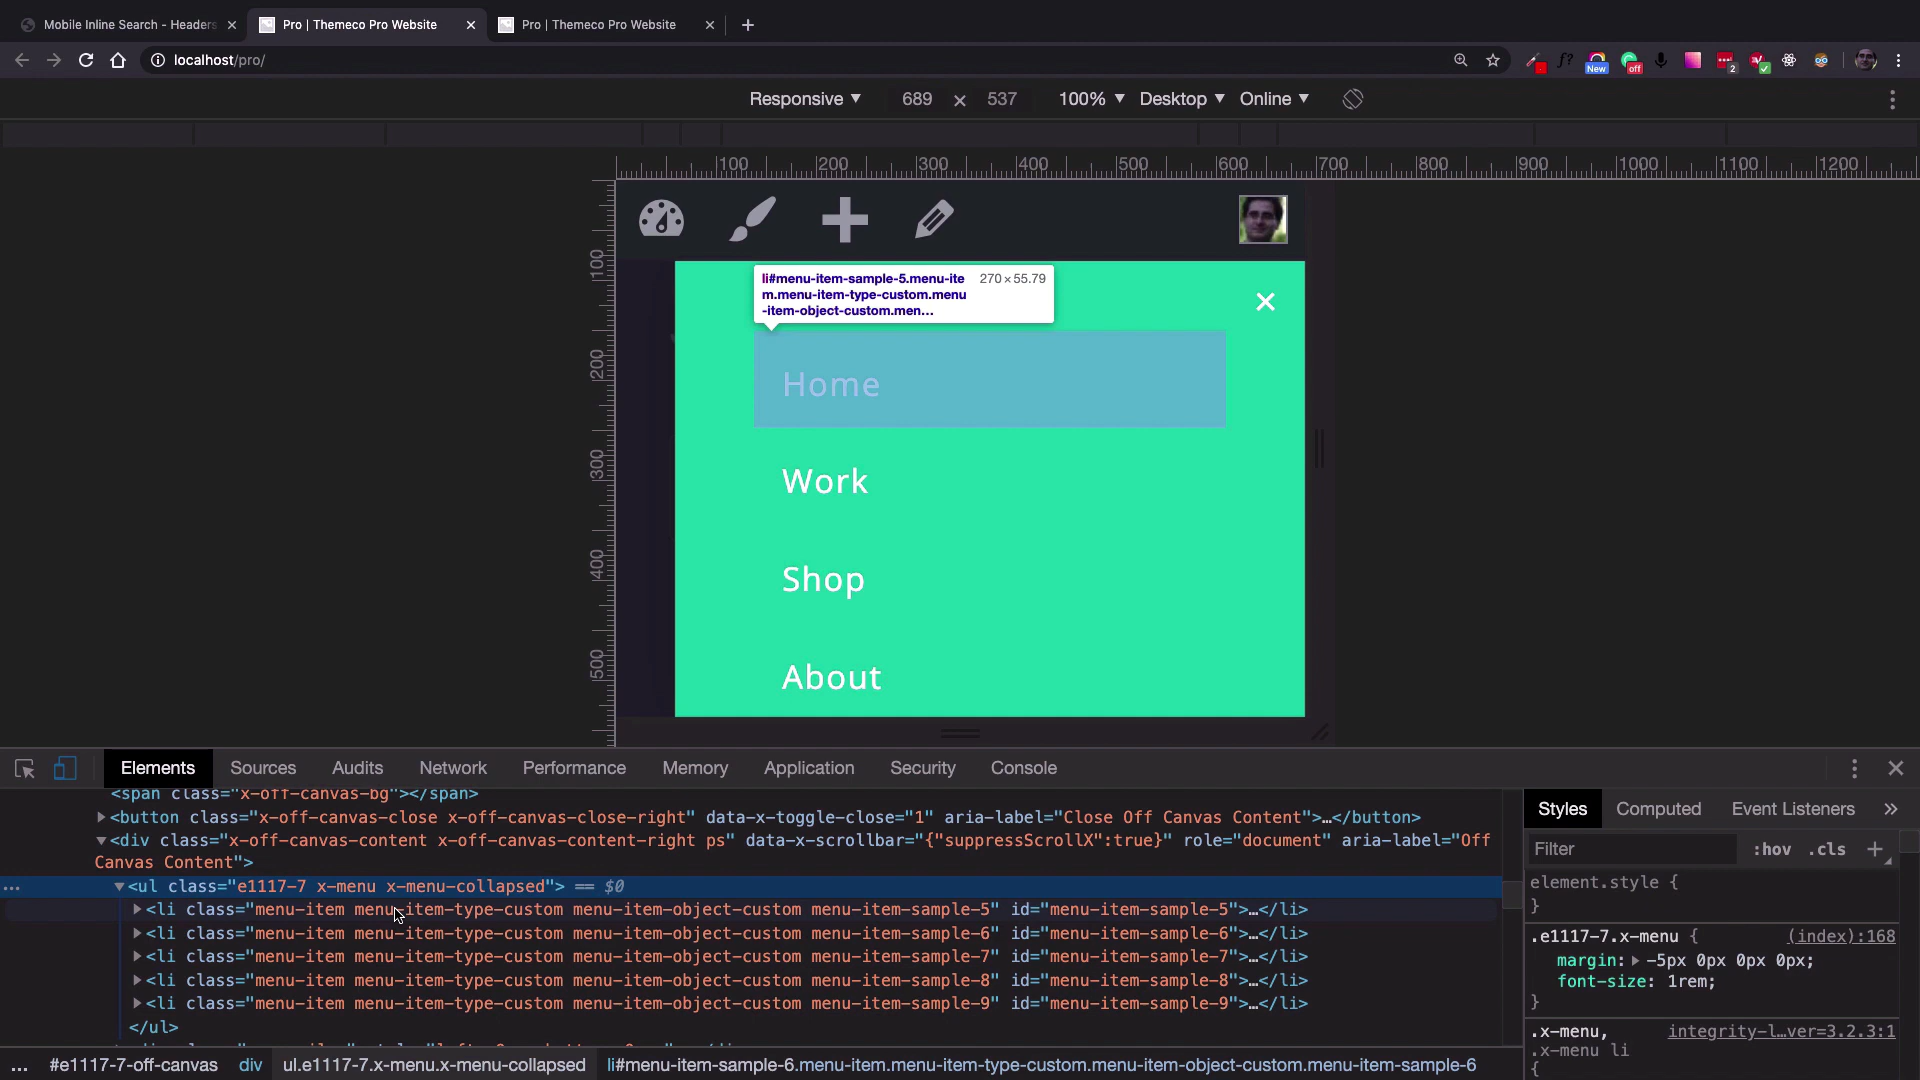 Mobile Inline Search - Headers
Pro | Themeco Pro Website
Pro | Themeco Pro Website
localhost/pro/
New
off
2
Responsive 689 537 100% Desktop Online
100 200 300 400 500 600 700 800 900 1000 1100 1200
100
200
300
400
500
li#menu-item-sample-5.menu-ite 270 × 55.79
m.menu-item-type-custom.menu
-item-object-custom.men…
Home
Work
Shop
About
Elements Sources Audits Network Performance Memory Application Security Console
<span class="x-off-canvas-bg"></span>
<button class="x-off-canvas-close x-off-canvas-close-right" data-x-toggle-close="1" aria-label="Close Off Canvas Content">…</button>
<div class="x-off-canvas-content x-off-canvas-content-right ps" data-x-scrollbar="{"suppressScrollX":true}" role="document" aria-label="Off
Canvas Content">
<ul class="e1117-7 x-menu x-menu-collapsed"> == $0
<li class="menu-item menu-item-type-custom menu-item-object-custom menu-item-sample-5" id="menu-item-sample-5">…</li>
<li class="menu-item menu-item-type-custom menu-item-object-custom menu-item-sample-6" id="menu-item-sample-6">…</li>
<li class="menu-item menu-item-type-custom menu-item-object-custom menu-item-sample-7" id="menu-item-sample-7">…</li>
<li class="menu-item menu-item-type-custom menu-item-object-custom menu-item-sample-8" id="menu-item-sample-8">…</li>
<li class="menu-item menu-item-type-custom menu-item-object-custom menu-item-sample-9" id="menu-item-sample-9">…</li>
</ul>
... #e1117-7-off-canvas div ul.e1117-7.x-menu.x-menu-collapsed li#menu-item-sample-6.menu-item.menu-item-type-custom.menu-item-object-custom.menu-item-sample-6
Styles Computed Event Listeners
Filter :hov .cls +
element.style {
}
.e1117-7.x-menu { (index):168
margin: -5px 0px 0px 0px;
font-size: 1rem;
}
.x-menu, integrity-l…ver=3.2.3:1
.x-menu li
{